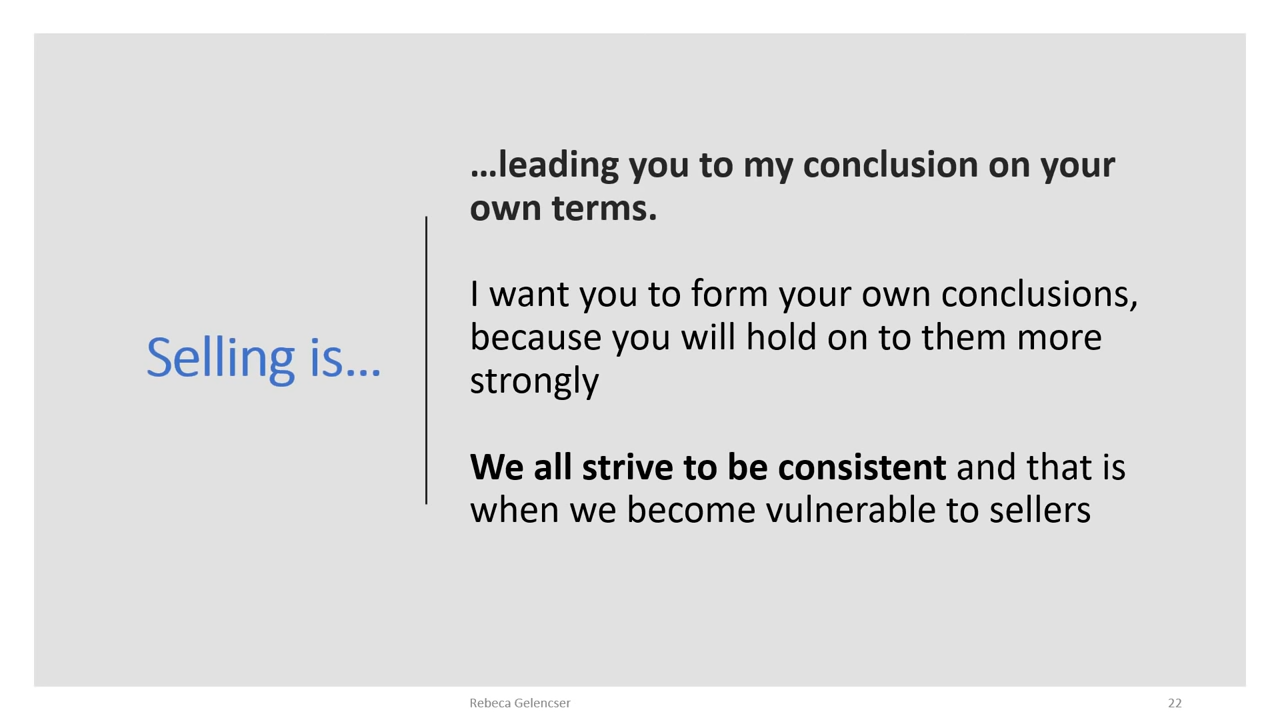 Selling is...
...leading you to my conclusion on your
own terms.
I want you to form your own conclusions,
because you will hold on to them more
strongly
We all strive to be consistent and that is
when we become vulnerable to sellers
Rebeca Gelencser
22